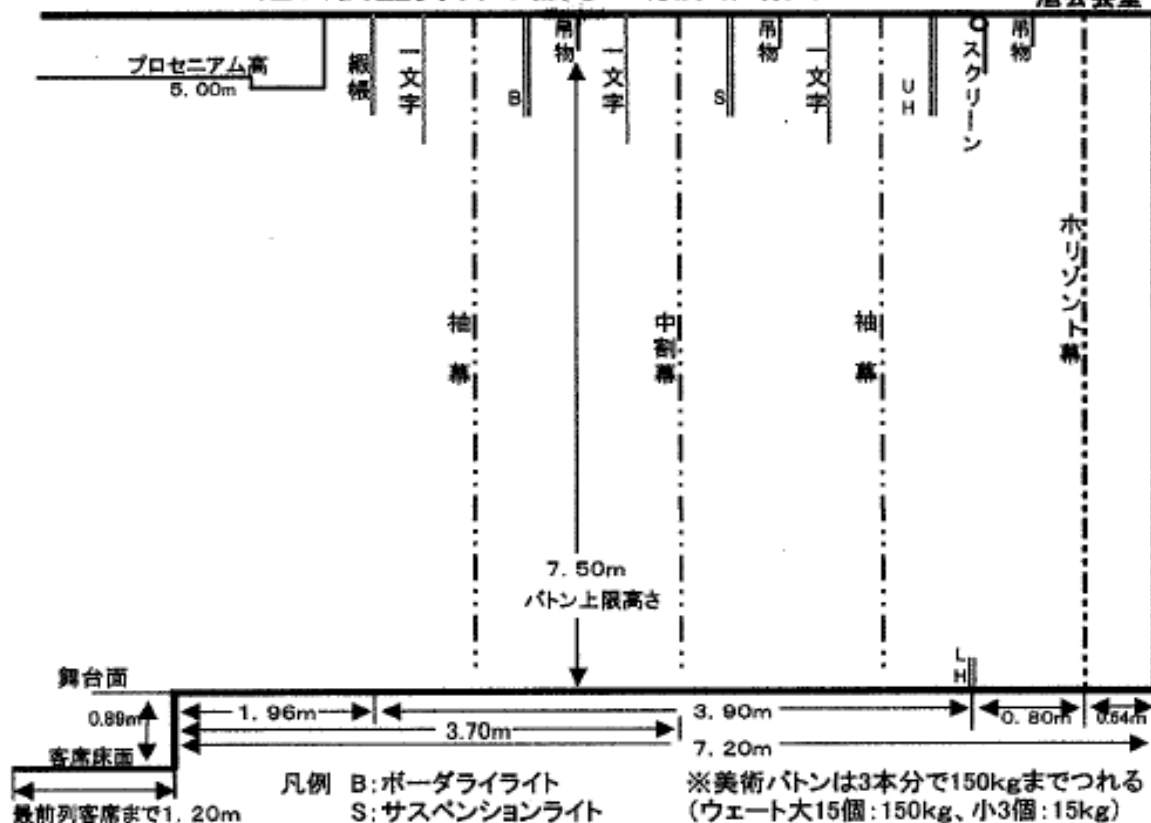 プロセニアム高
5.00m
緞帳
一文字
B
吊物
一文字
S
吊物
一文字
UH
スクリーン
吊物
袖幕
中割幕
袖幕
ホリゾント幕
7.50m
バトン上限高さ
LH
舞台面
0.89m
客席床面
1.96m
3.90m
0.80m
0.54m
3.70m
7.20m
最前列客席まで1.20m
凡例 B:ボーダライライト
S:サスペンションライト
※美術バトンは3本分で150kgまでつれる
(ウェート大15個:150kg、小3個:15kg)